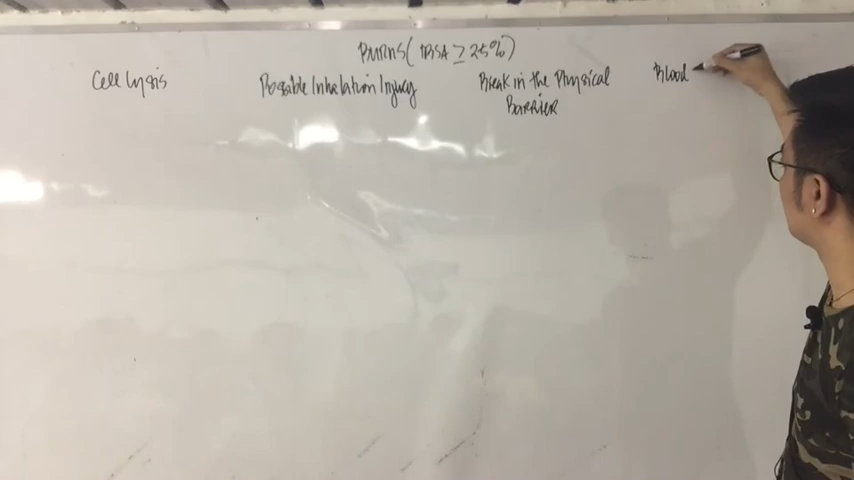 BURNS (TBSA ≥ 25%)
Cell Lysis
Possible Inhalation Injury
Break in the Physical
Barrier
Blood